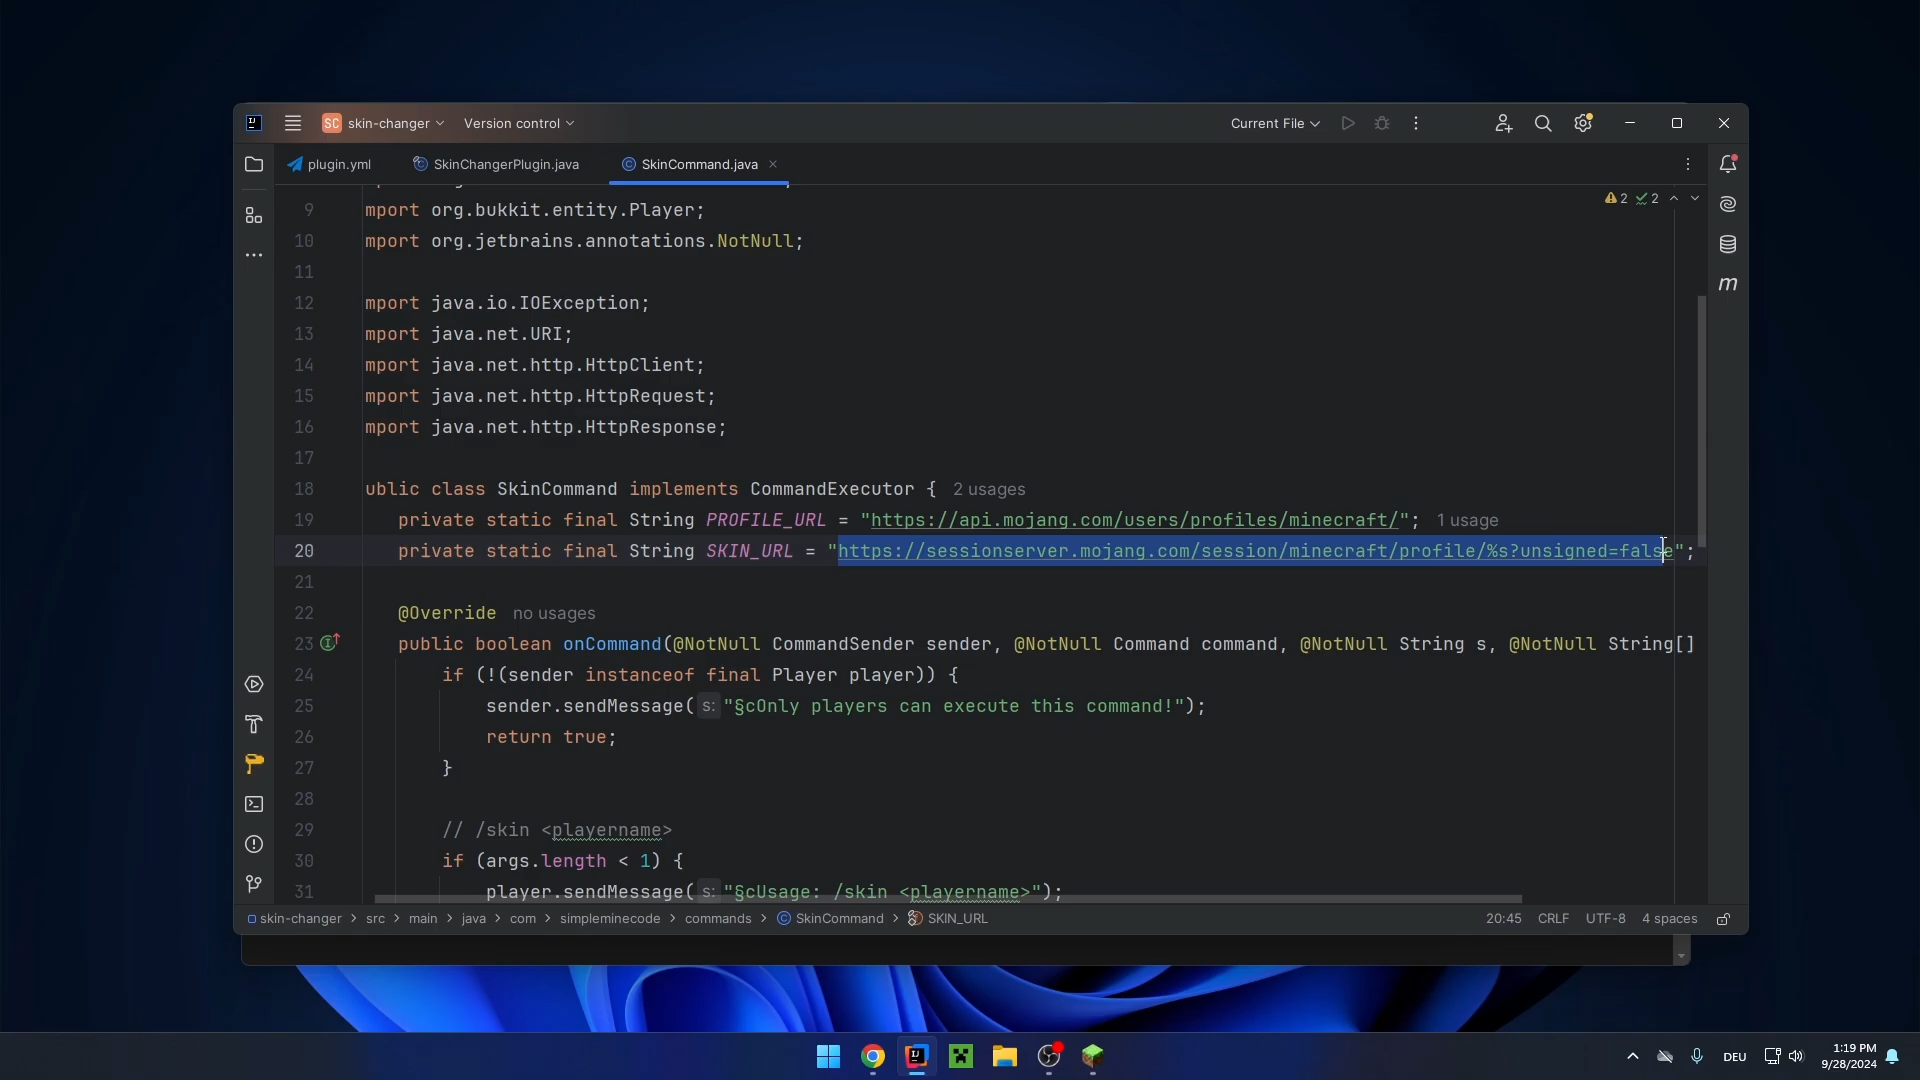 SC skin-changer Version control Current File
plugin.yml SkinChangerPlugin.java SkinCommand.java
2 2
9 mport org.bukkit.entity.Player;
10 mport org.jetbrains.annotations.NotNull;
11
12 mport java.io.IOException;
13 mport java.net.URI;
14 mport java.net.http.HttpClient;
15 mport java.net.http.HttpRequest;
16 mport java.net.http.HttpResponse;
17
18 ublic class SkinCommand implements CommandExecutor { 2 usages
19 private static final String PROFILE_URL = "https://api.mojang.com/users/profiles/minecraft/"; 1 usage
20 private static final String SKIN_URL = "https://sessionserver.mojang.com/session/minecraft/profile/%s?unsigned=false";
21
22 @Override no usages
23 public boolean onCommand(@NotNull CommandSender sender, @NotNull Command command, @NotNull String s, @NotNull String[]
24 if (!(sender instanceof final Player player)) {
25 sender.sendMessage( s: "§cOnly players can execute this command!");
26 return true;
27 }
28
29 // /skin <playername>
30 if (args.length < 1) {
31 player.sendMessage( s: "§cUsage: /skin <playername>");
skin-changer > src > main > java > com > simpleminecode > commands > SkinCommand > SKIN_URL 20:45 CRLF UTF-8 4 spaces
DEU 1:19 PM
9/28/2024